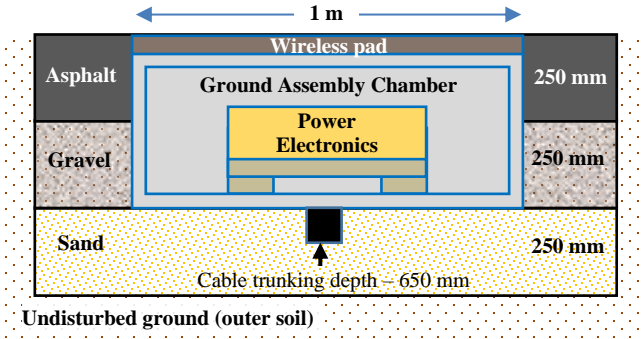 1 m
Wireless pad
Asphalt
Ground Assembly Chamber
250 mm
Power
Electronics
Gravel
250 mm
Sand
250 mm
Cable trunking depth – 650 mm
Undisturbed ground (outer soil)